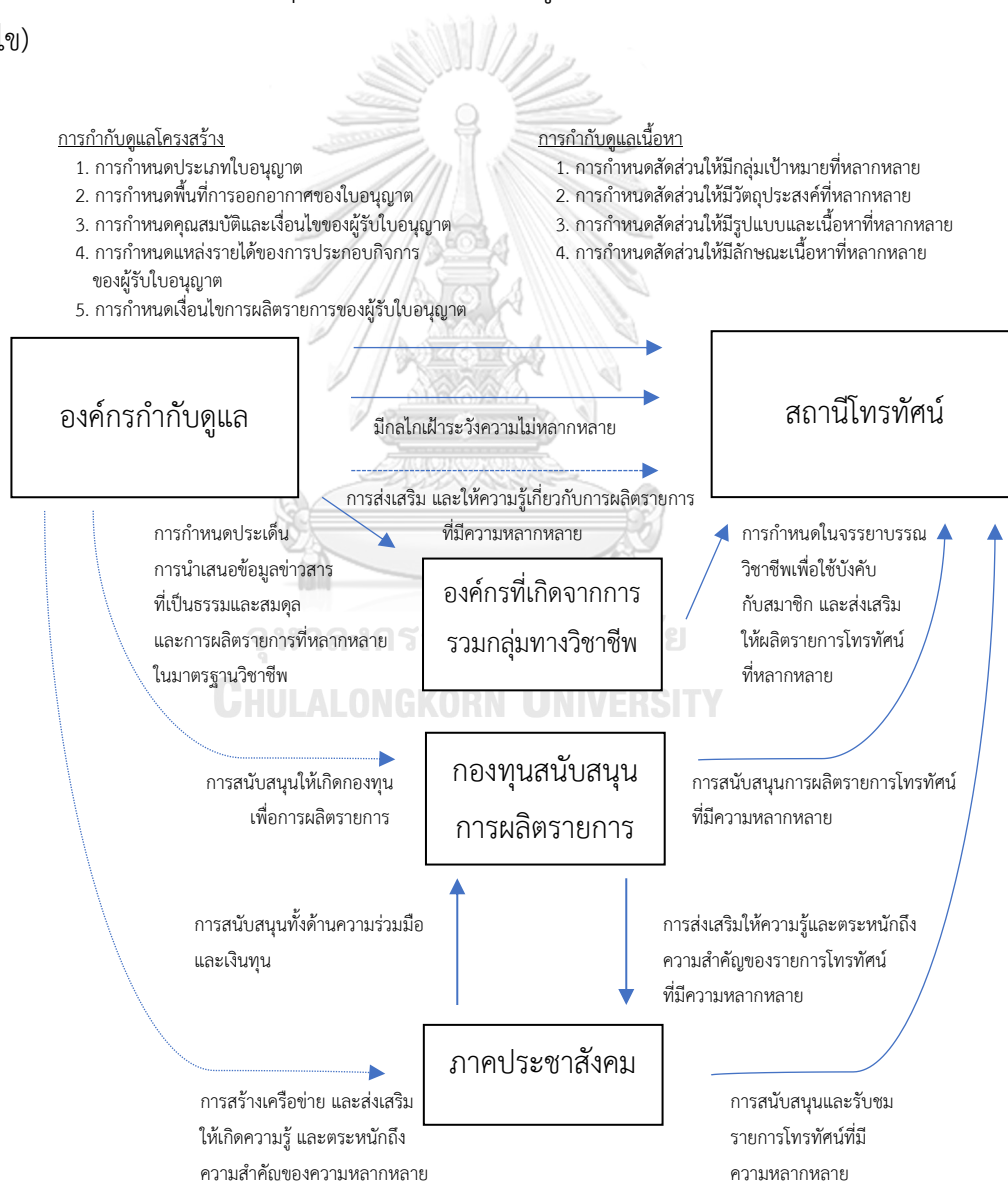 ไข)
การกำกับดูแลโครงสร้าง
1. การกำหนดประเภทใบอนุญาต
2. การกำหนดพื้นที่การออกอากาศของใบอนุญาต
3. การกำหนดคุณสมบัติและเงื่อนไขของผู้รับใบอนุญาต
4. การกำหนดแหล่งรายได้ของการประกอบกิจการ
ของผู้รับใบอนุญาต
5. การกำหนดเงื่อนไขการผลิตรายการของผู้รับใบอนุญาต
การกำกับดูแลเนื้อหา
1. การกำหนดสัดส่วนให้มีกลุ่มเป้าหมายที่หลากหลาย
2. การกำหนดสัดส่วนให้มีวัตถุประสงค์ที่หลากหลาย
3. การกำหนดสัดส่วนให้มีรูปแบบและเนื้อหาที่หลากหลาย
4. การกำหนดสัดส่วนให้มีลักษณะเนื้อหาที่หลากหลาย
องค์กรกำกับดูแล
สถานีโทรทัศน์
มีกลไกเฝ้าระวังความไม่หลากหลาย
การส่งเสริม และให้ความรู้เกี่ยวกับการผลิตรายการ
ที่มีความหลากหลาย
การกำหนดประเด็น
การนำเสนอข้อมูลข่าวสาร
ที่เป็นธรรมและสมดุล
และการผลิตรายการที่หลากหลาย
ในมาตรฐานวิชาชีพ
องค์กรที่เกิดจากการ
รวมกลุ่มทางวิชาชีพ
การกำหนดในจรรยาบรรณ
วิชาชีพเพื่อใช้บังคับ
กับสมาชิก และส่งเสริม
ให้ผลิตรายการโทรทัศน์
ที่หลากหลาย
CHULALONGKORN UNIVERSITY
กองทุนสนับสนุน
การผลิตรายการ
การสนับสนุนให้เกิดกองทุน
เพื่อการผลิตรายการ
การสนับสนุนการผลิตรายการโทรทัศน์
ที่มีความหลากหลาย
การสนับสนุนทั้งด้านความร่วมมือ
และเงินทุน
การส่งเสริมให้ความรู้และตระหนักถึง
ความสำคัญของรายการโทรทัศน์
ที่มีความหลากหลาย
ภาคประชาสังคม
การสร้างเครือข่าย และส่งเสริม
ให้เกิดความรู้ และตระหนักถึง
ความสำคัญของความหลากหลาย
การสนับสนุนและรับชม
รายการโทรทัศน์ที่มี
ความหลากหลาย